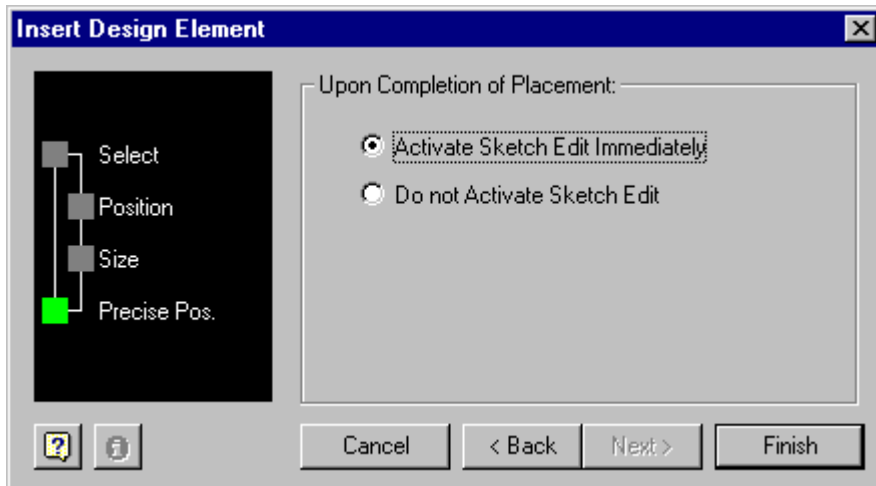 Insert Design Element
Upon Completion of Placement:
Select
Position
Size
Precise Pos.
Activate Sketch Edit Immediately
Do not Activate Sketch Edit
Cancel
< Back
Next >
Finish